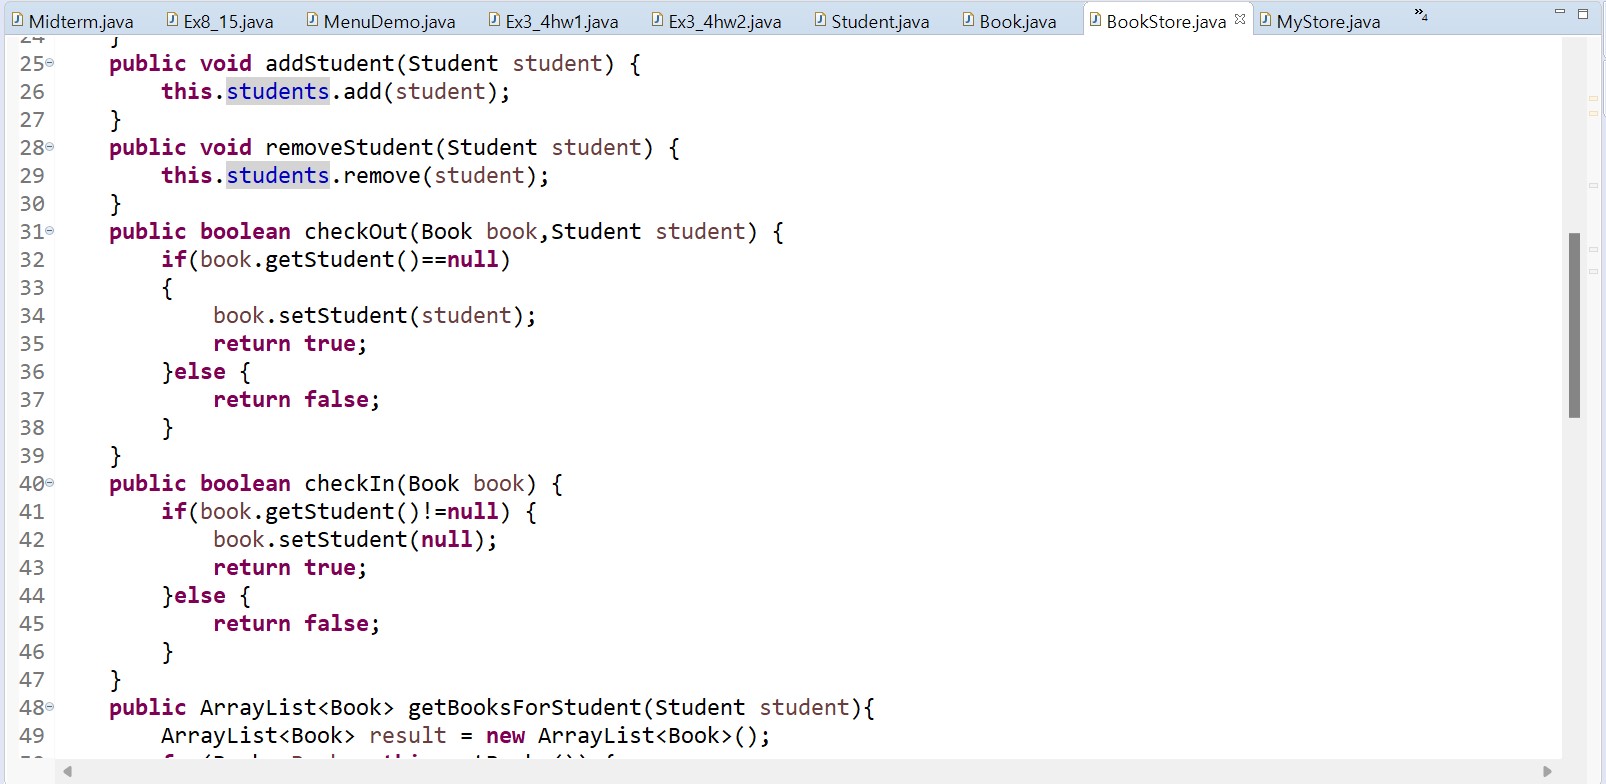 Midterm.java Ex8_15.java MenuDemo.java Ex3_4hw1.java Ex3_4hw2.java Student.java Book.java BookStore.java MyStore.java »4
24 }
25 public void addStudent(Student student) {
26 this.students.add(student);
27 }
28 public void removeStudent(Student student) {
29 this.students.remove(student);
30 }
31 public boolean checkOut(Book book,Student student) {
32 if(book.getStudent()==null)
33 {
34 book.setStudent(student);
35 return true;
36 }else {
37 return false;
38 }
39 }
40 public boolean checkIn(Book book) {
41 if(book.getStudent()!=null) {
42 book.setStudent(null);
43 return true;
44 }else {
45 return false;
46 }
47 }
48 public ArrayList<Book> getBooksForStudent(Student student){
49 ArrayList<Book> result = new ArrayList<Book>();